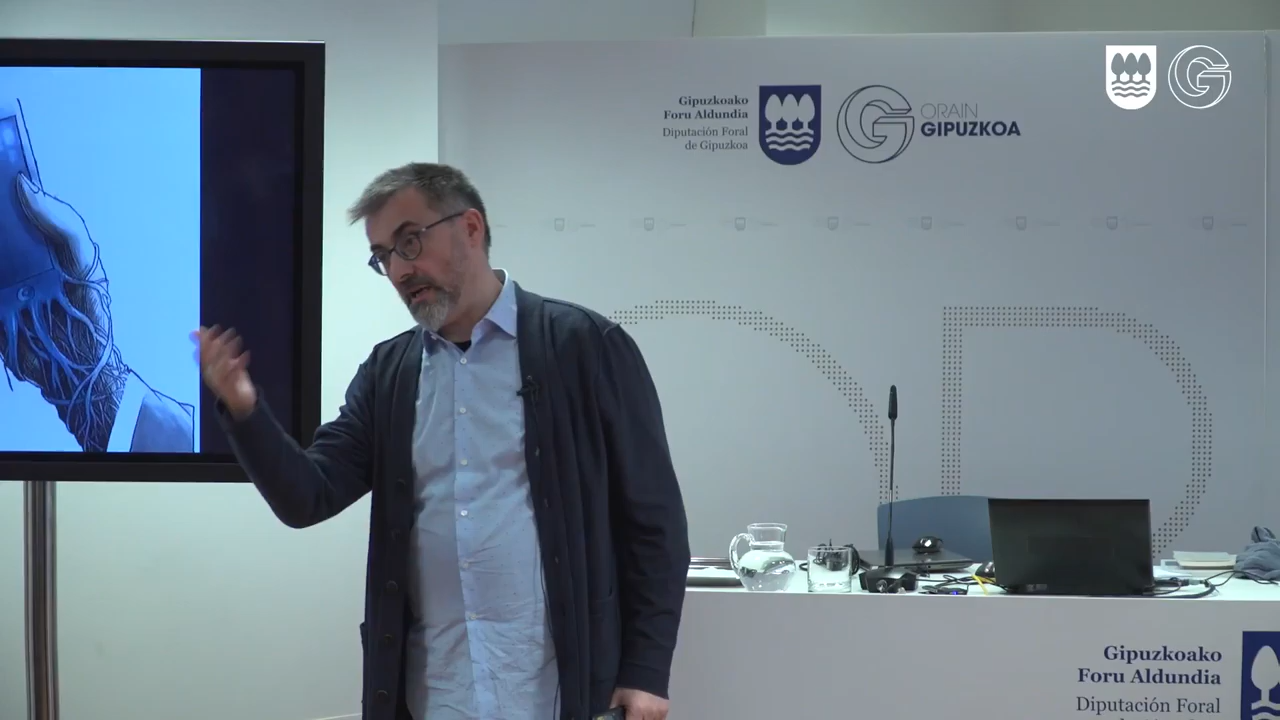 Gipuzkoako
Foru Aldundia
Diputación Foral
de Gipuzkoa
ORAIN
GIPUZKOA
Gipuzkoako
Foru Aldundia
Diputación Foral